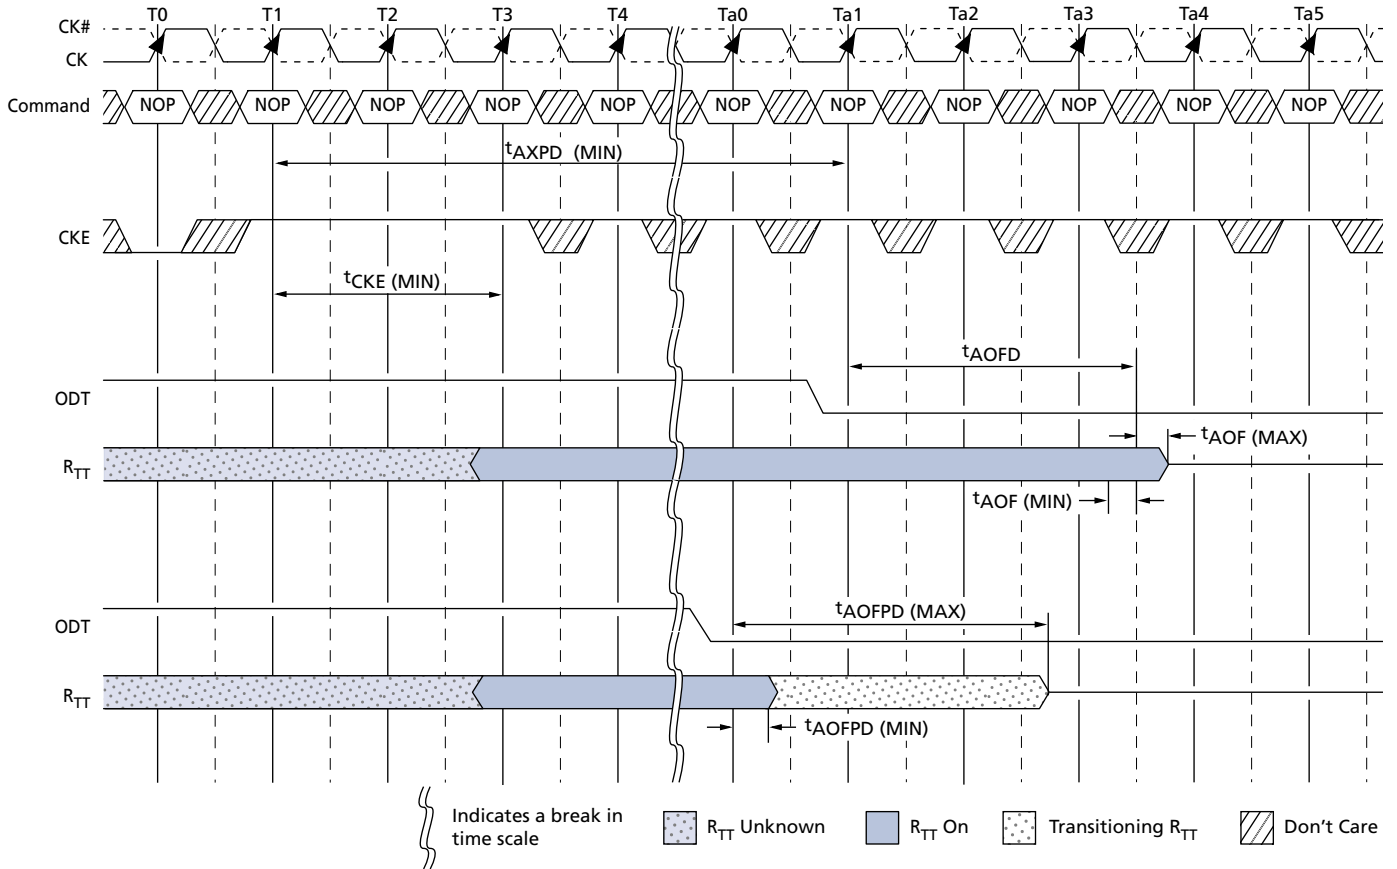 T0 T1 T2 T3 T4 Ta0 Ta1 Ta2 Ta3 Ta4 Ta5
CK#
CK
Command NOP NOP NOP NOP NOP NOP NOP NOP NOP NOP NOP
tAXPD (MIN)
CKE
tCKE (MIN)
tAOFD
ODT
tAOF (MAX)
RTT
tAOF (MIN)
tAOFPD (MAX)
ODT
RTT
tAOFPD (MIN)
Indicates a break in
time scale
RTT Unknown
RTT On
Transitioning RTT
Don't Care